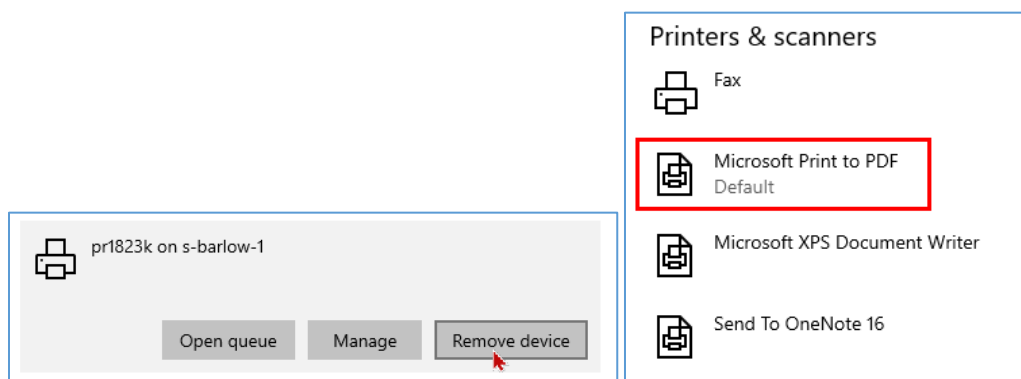 pr1823k on s-barlow-1
Open queue Manage Remove device
Printers & scanners
Fax
Microsoft Print to PDF
Default
Microsoft XPS Document Writer
Send To OneNote 16